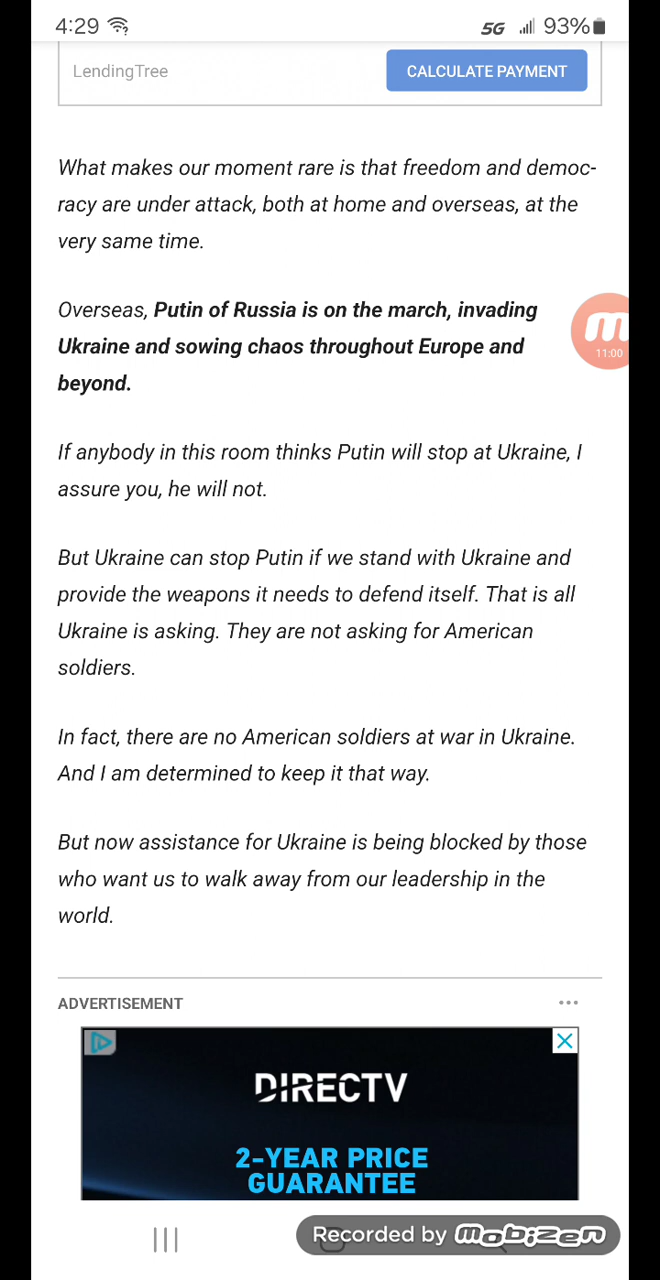 4:29
5G
93%
LendingTree
CALCULATE PAYMENT
What makes our moment rare is that freedom and democ-
racy are under attack, both at home and overseas, at the
very same time.
Overseas, Putin of Russia is on the march, invading
Ukraine and sowing chaos throughout Europe and
beyond.
11:00
If anybody in this room thinks Putin will stop at Ukraine, I
assure you, he will not.
But Ukraine can stop Putin if we stand with Ukraine and
provide the weapons it needs to defend itself. That is all
Ukraine is asking. They are not asking for American
soldiers.
In fact, there are no American soldiers at war in Ukraine.
And I am determined to keep it that way.
But now assistance for Ukraine is being blocked by those
who want us to walk away from our leadership in the
world.
ADVERTISEMENT
DIRECTV
2-YEAR PRICE
GUARANTEE
Recorded by mobizen